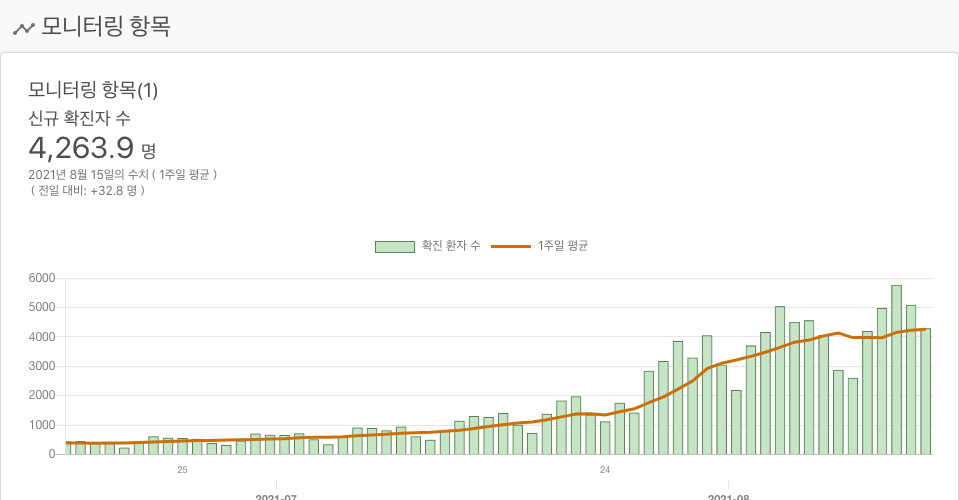 모니터링 항목
모니터링 항목(1)
신규 확진자 수
4,263.9 명
2021년 8월 15일의 수치 ( 1주일 평균 )
( 전일 대비: +32.8 명 )
확진 환자 수 1주일 평균
6000
5000
4000
3000
2000
1000
0
25 24
2021-07 2021-08